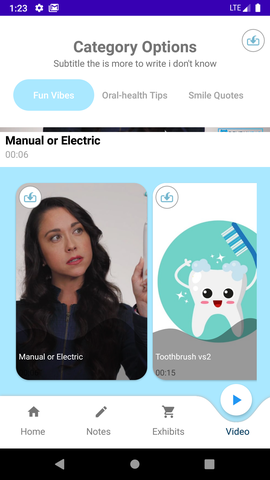 1:23
LTE
Category Options
Subtitle the is more to write i don't know
Fun Vibes
Oral-health Tips
Smile Quotes
Manual or Electric
00:06
Manual or Electric
Toothbrush vs2
00:15
Home
Notes
Exhibits
Video